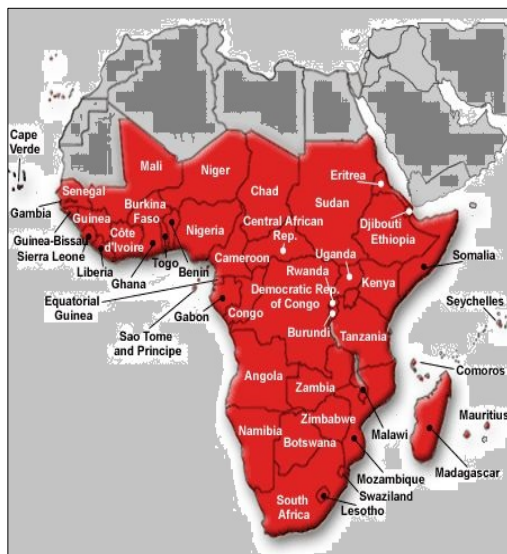 Cape
Verde
Mali
Niger
Chad
Eritrea
Sudan
Senegal
Gambia
Burkina
Faso
Guinea
Nigeria
Djibouti
Ethiopia
Central African
Rep.
Guinea-Bissau
Côte
d'Ivoire
Sierra Leone
Liberia
Ghana
Togo
Benin
Cameroon
Uganda
Somalia
Rwanda
Kenya
Democratic Rep.
of Congo
Equatorial
Guinea
Gabon
Congo
Seychelles
Burundi
Sao Tome
and Principe
Tanzania
Comoros
Angola
Zambia
Malawi
Mauritius
Zimbabwe
Namibia
Botswana
Mozambique
Madagascar
Swaziland
South
Africa
Lesotho